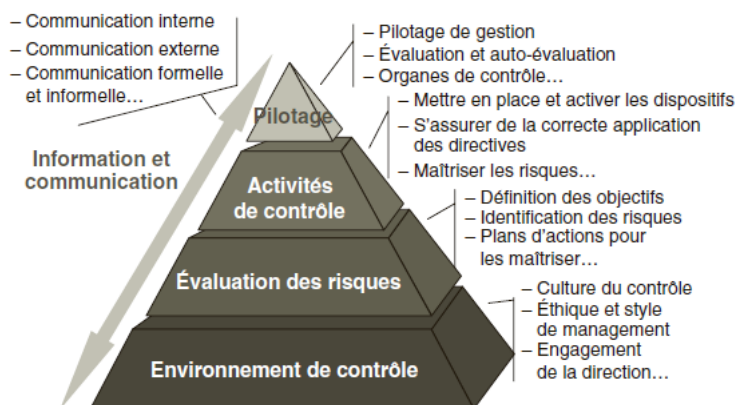 – Communication interne
– Communication externe
– Communication formelle
et informelle…
Information et
communication
Pilotage
– Pilotage de gestion
– Évaluation et auto-évaluation
– Organes de contrôle…
Activités
de contrôle
– Mettre en place et activer les dispositifs
– S'assurer de la correcte application
des directives
– Maîtriser les risques…
Évaluation des risques
– Définition des objectifs
– Identification des risques
– Plans d'actions pour
les maîtriser…
Environnement de contrôle
– Culture du contrôle
– Éthique et style
de management
– Engagement
de la direction…